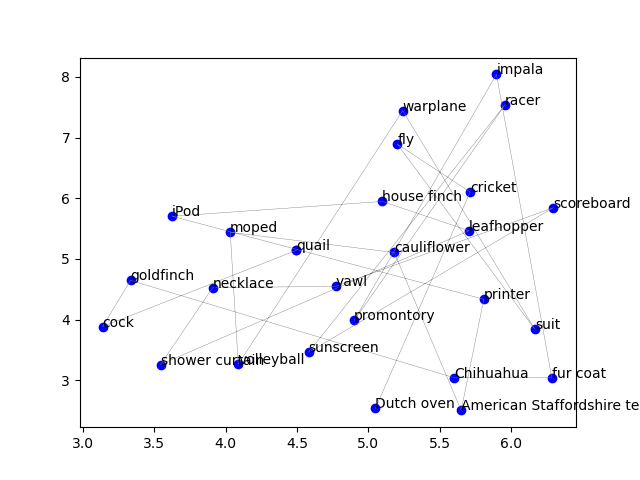 impala
racer
warplane
fly
cricket
house finch
scoreboard
iPod
moped
leafhopper
quail
cauliflower
goldfinch
necklace
yawl
printer
cock
promontory
suit
shower curtain
volleyball
sunscreen
Chihuahua
fur coat
Dutch oven
American Staffordshire te
8
7
6
5
4
3
3.0 3.5 4.0 4.5 5.0 5.5 6.0